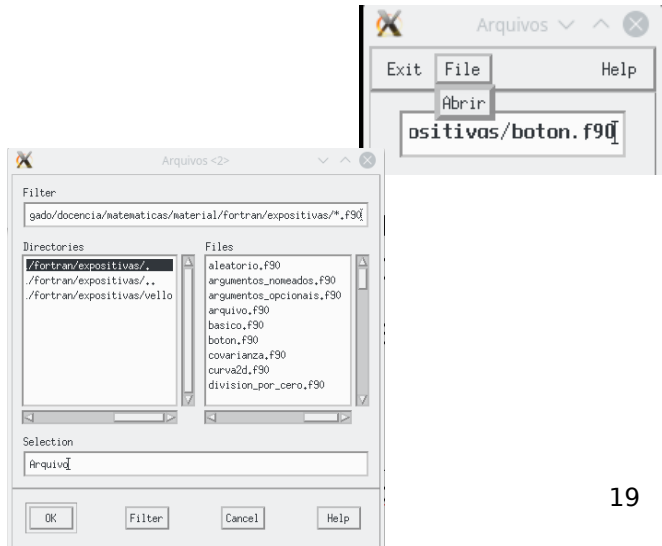 Arquivos
Exit File Help
Abrir
ositivas/boton.f90
Arquivos <2>
Filter
gado/docencia/matematicas/material/fortran/expositivas/*.f90
Directories
/fortran/expositivas/.
./fortran/expositivas/..
./fortran/expositivas/vello
Files
aleatorio.f90
argumentos_nomeados.f90
argumentos_opcionais.f90
arquivo.f90
basico.f90
boton.f90
covarianza.f90
curva2d.f90
division_por_cero.f90
Selection
Arquivo
OK Filter Cancel Help
19